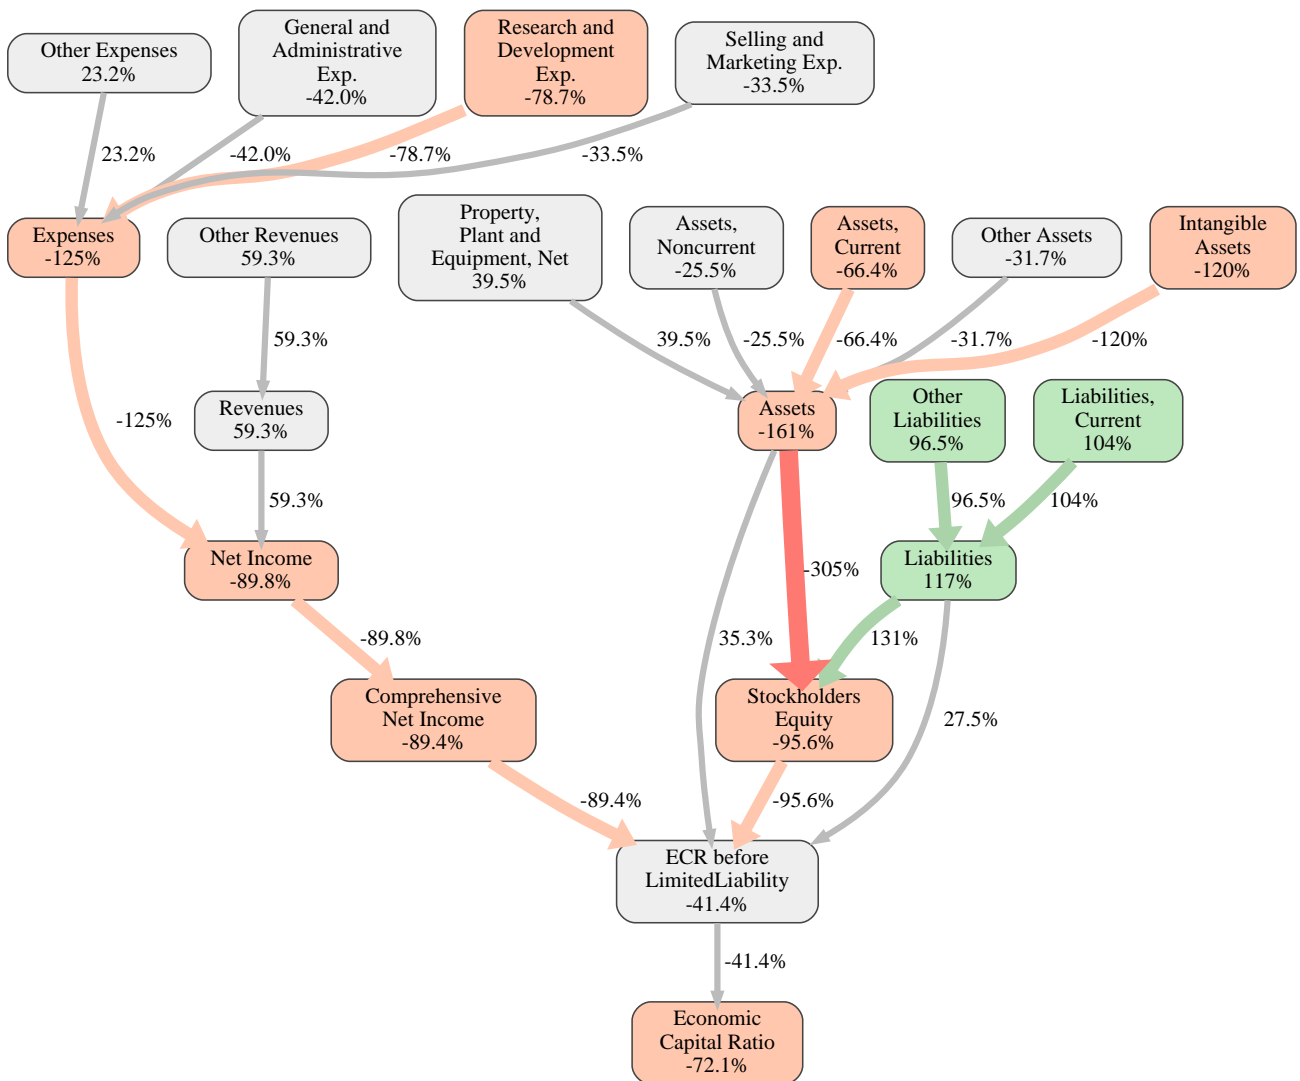 Other Expenses
23.2%
General and
Administrative
Exp.
-42.0%
Research and
Development
Exp.
-78.7%
Selling and
Marketing Exp.
-33.5%
23.2%
-42.0%
-78.7%
-33.5%
Expenses
-125%
Other Revenues
59.3%
Property,
Plant and
Equipment, Net
39.5%
Assets,
Noncurrent
-25.5%
Assets,
Current
-66.4%
Other Assets
-31.7%
Intangible
Assets
-120%
59.3%
39.5%
-25.5%
-66.4%
-31.7%
-120%
-125%
Revenues
59.3%
Assets
-161%
Other
Liabilities
96.5%
Liabilities,
Current
104%
59.3%
96.5%
104%
Net Income
-89.8%
-305%
Liabilities
117%
-89.8%
35.3%
131%
27.5%
Comprehensive
Net Income
-89.4%
Stockholders
Equity
-95.6%
-89.4%
-95.6%
ECR before
LimitedLiability
-41.4%
-41.4%
Economic
Capital Ratio
-72.1%